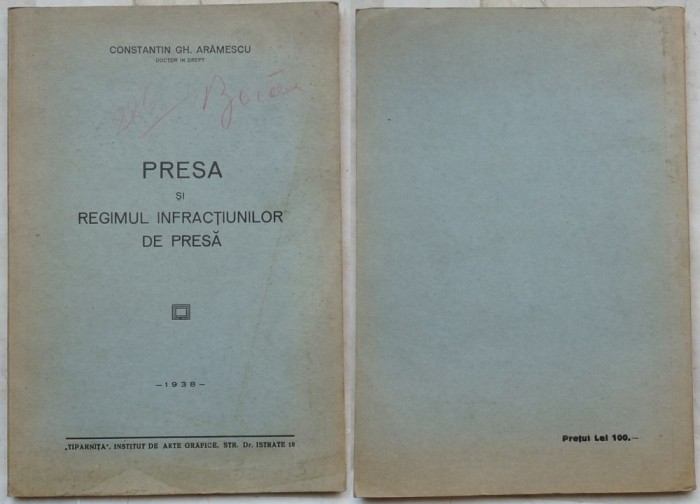 CONSTANTIN GH. ARĂMESCU
DOCTOR IN DREPT
PRESA
ȘI
REGIMUL INFRACȚIUNILOR
DE PRESĂ
—1938—
„TIPARNIȚA", INSTITUT DE ARTE GRAFICE, STR. Dr. ISTRATE 10
Prețul Lei 100.—